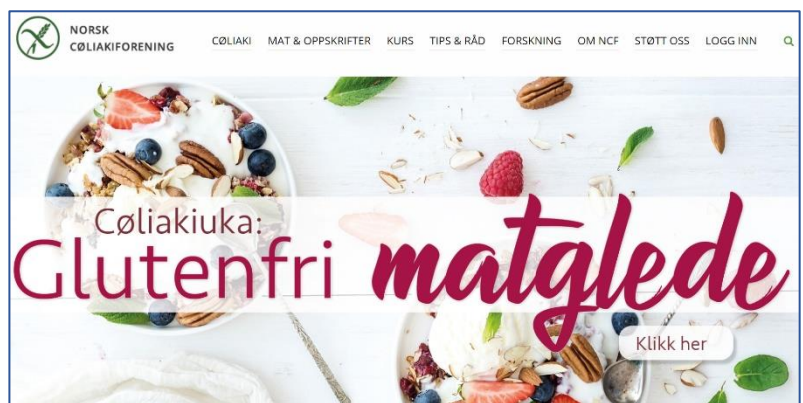 NORSK
CØLIAKIFORENING
CØLIAKI MAT & OPPSKRIFTER KURS TIPS & RÅD FORSKNING OM NCF STØTT OSS LOGG INN
Cøliakiuka:
Glutenfri matglede
Klikk her